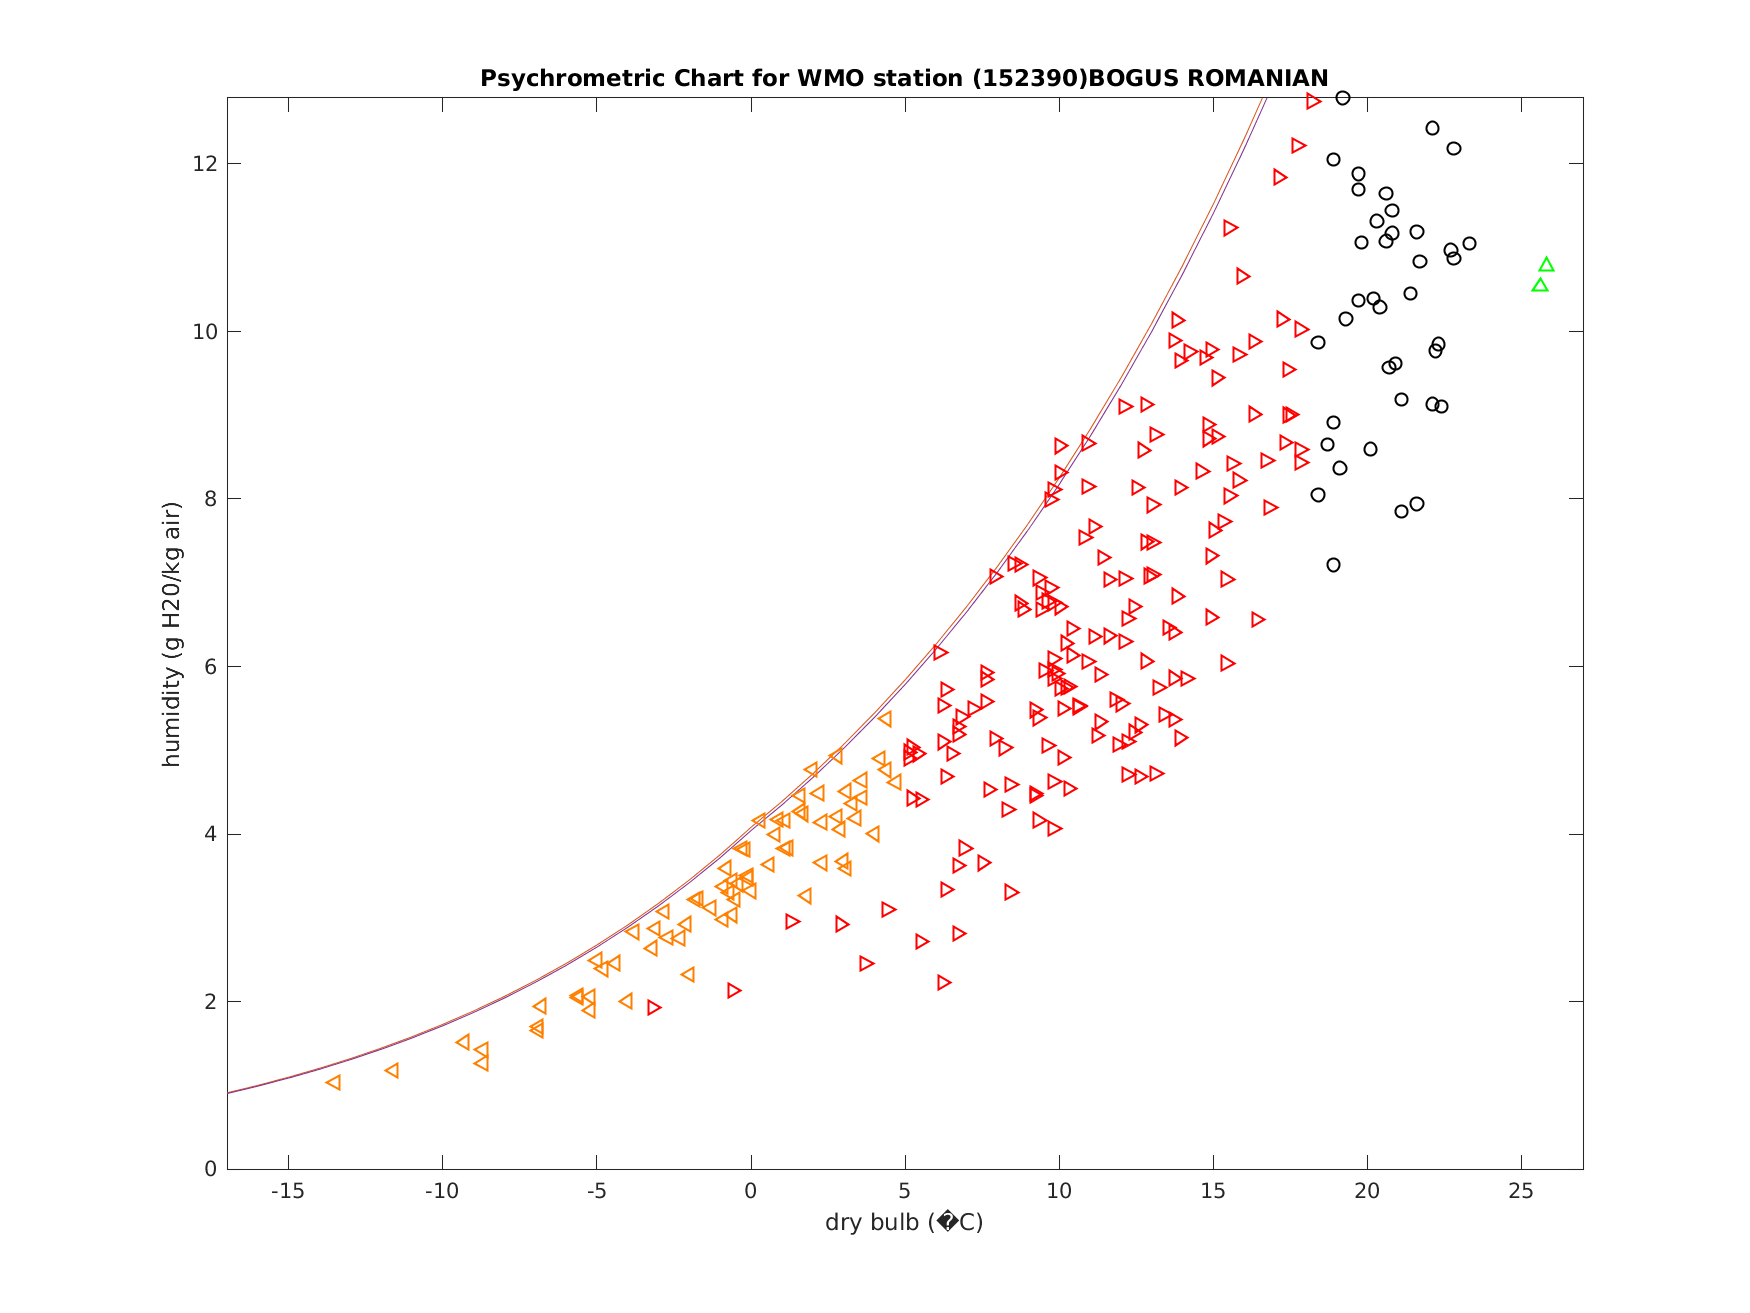 Psychrometric Chart for WMO station (152390)BOGUS ROMANIAN
humidity (g H20/kg air)
12
10
8
6
4
2
0
-15 -10 -5 0 5 10 15 20 25
dry bulb (�C)